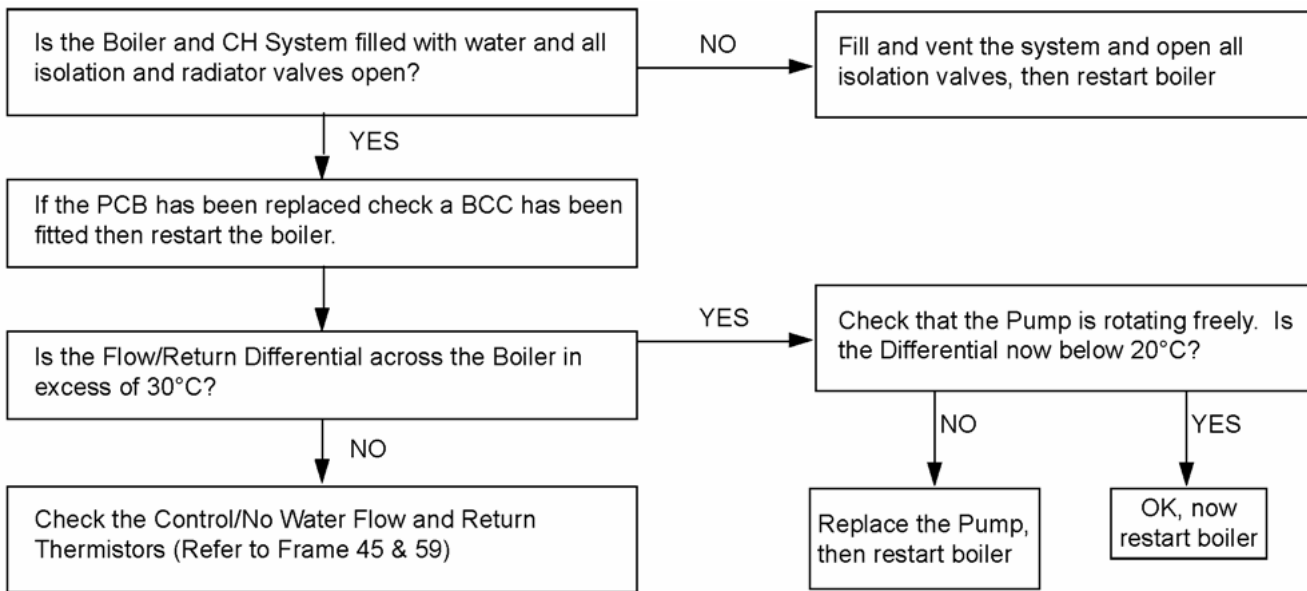 Is the Boiler and CH System filled with water and all
isolation and radiator valves open?
NO
Fill and vent the system and open all
isolation valves, then restart boiler
YES
If the PCB has been replaced check a BCC has been
fitted then restart the boiler.
Is the Flow/Return Differential across the Boiler in
excess of 30°C?
YES
Check that the Pump is rotating freely.  Is
the Differential now below 20°C?
NO
Check the Control/No Water Flow and Return
Thermistors (Refer to Frame 45 & 59)
NO
Replace the Pump,
then restart boiler
YES
OK, now
restart boiler